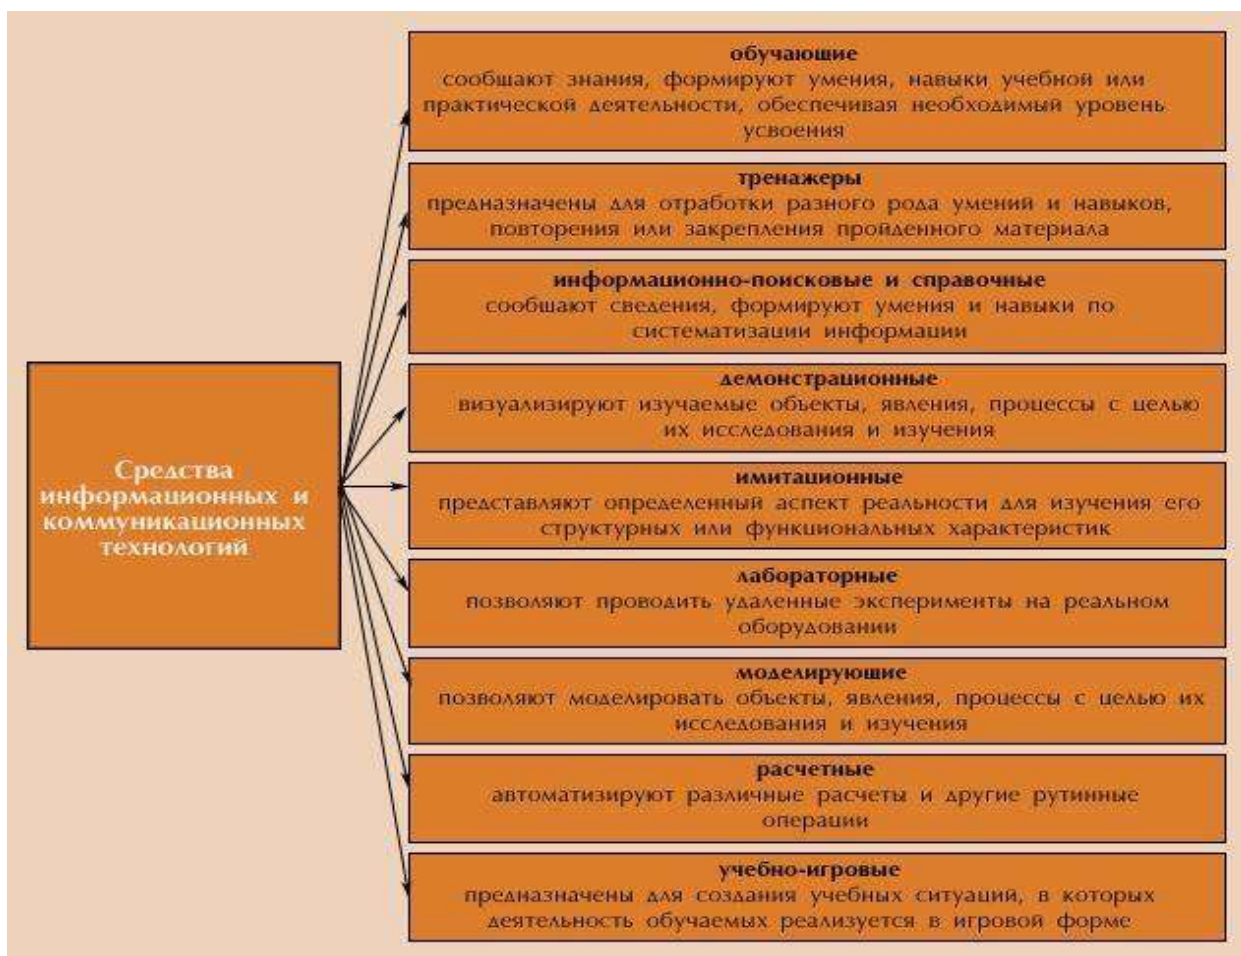 Средства
информационных и
коммуникационных
технологий
обучающие
сообщают знания, формируют умения, навыки учебной или
практической деятельности, обеспечивая необходимый уровень
усвоения
тренажеры
предназначены для отработки разного рода умений и навыков,
повторения или закрепления пройденного материала
информационно-поисковые и справочные
сообщают сведения, формируют умения и навыки по
систематизации информации
демонстрационные
визуализируют изучаемые объекты, явления, процессы с целью
их исследования и изучения
имитационные
представляют определенный аспект реальности для изучения его
структурных или функциональных характеристик
лабораторные
позволяют проводить удаленные эксперименты на реальном
оборудовании
моделирующие
позволяют моделировать объекты, явления, процессы с целью их
исследования и изучения
расчетные
автоматизируют различные расчеты и другие рутинные
операции
учебно-игровые
предназначены для создания учебных ситуаций, в которых
деятельность обучаемых реализуется в игровой форме